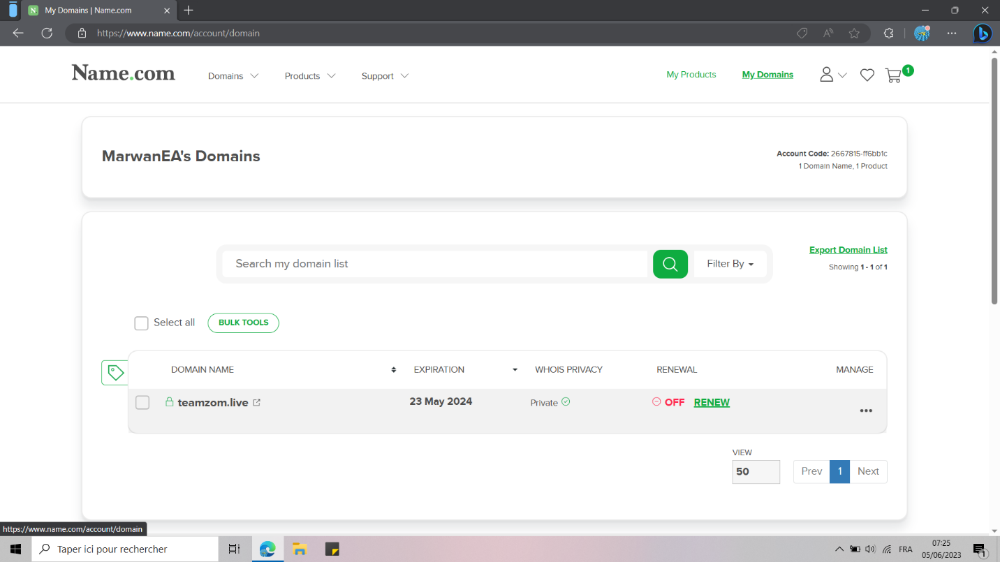 My Domains | Name.com
https://www.name.com/account/domain
Name.com
Domains
Products
Support
My Products
My Domains
1
MarwanEA's Domains
Account Code: 2667815-ff6bb1c
1 Domain Name, 1 Product
Search my domain list
Filter By
Export Domain List
Showing 1 - 1 of 1
Select all
BULK TOOLS
DOMAIN NAME
EXPIRATION
WHOIS PRIVACY
RENEWAL
MANAGE
teamzom.live
23 May 2024
Private
OFF
RENEW
VIEW
50
Prev
1
Next
https://www.name.com/account/domain
Taper ici pour rechercher
FRA
07:25
05/06/2023
1